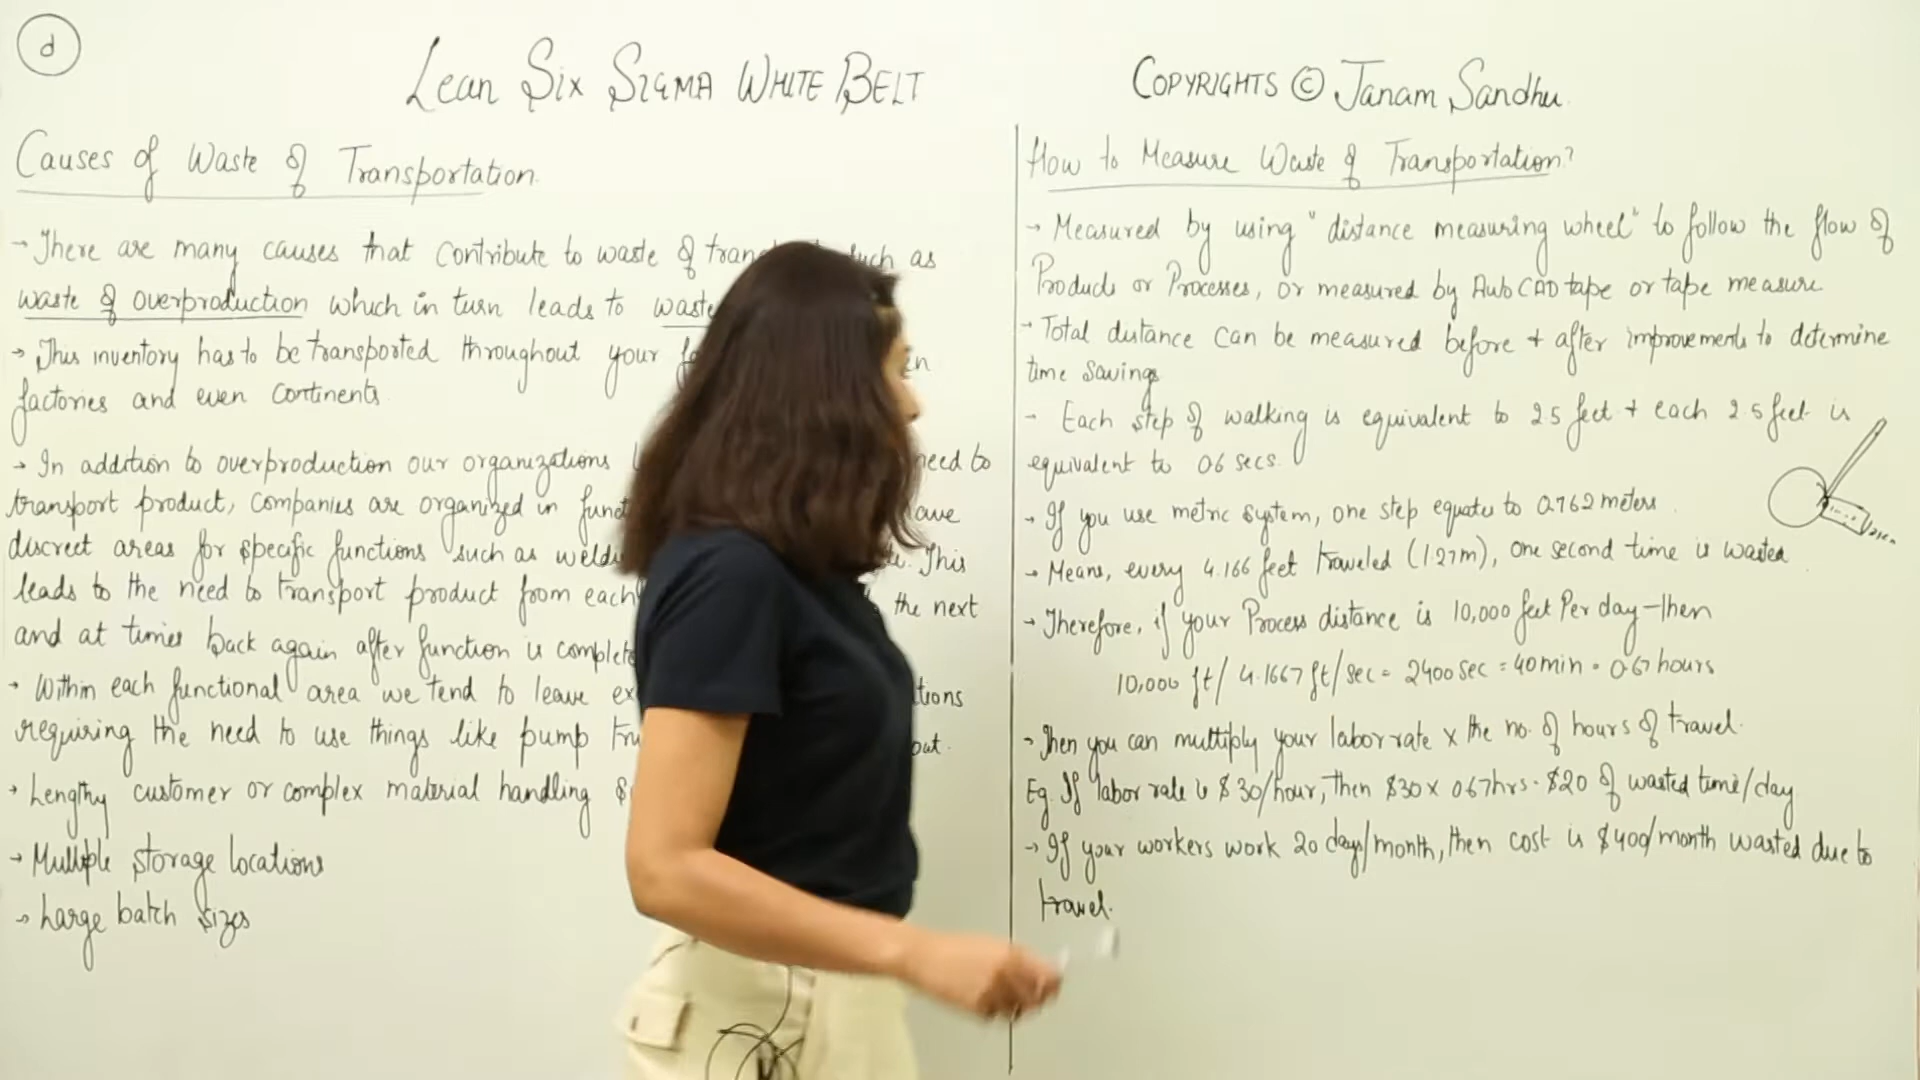 d
Lean Six SIGMA WHITE BELT
COPYRIGHTS © Janam Sandhu
Causes of Waste of Transportation
→ There are many causes that contribute to waste of such as
waste of overproduction which in turn leads to waste
→ This inventory has to be transported throughout your
factories and even continents
→ In addition to overproduction our organizations need to
transport product, companies are organized in
discreet areas for specific functions such as This
leads to the need to transport product from each the next
and at times back again after function is
→ Within each functional area we tend to leave
requiring the need to use things like pump out.
→ Lengthy customer or complex material handling
→ Multiple storage locations
→ Large batch sizes
How to Measure Waste of Transportation?
→ Measured by using "distance measuring wheel" to follow the flow of
Products or Processes, or measured by AutoCAD tape or tape measure
→ Total distance can be measured before + after improvements to determine
time savings
→ Each step of walking is equivalent to 2.5 feet + each 2.5 feet is
equivalent to 0.6 secs.
→ If you use metric system, one step equates to 0.762 meters.
→ Means, every 4.166 feet traveled (1.27m), one second time is wasted.
→ Therefore, if your Process distance is 10,000 feet Per day - then
10,000 ft / 4.1667 ft/sec = 2400 sec = 40 min = 0.67 hours
→ Then you can multiply your labor rate x the no. of hours of travel.
Eg. If labor rate is $30/hour, then $30 x 0.67hrs = $20 of wasted time/day
→ If your workers work 20 days/month, then cost is $400/month wasted due to
travel.